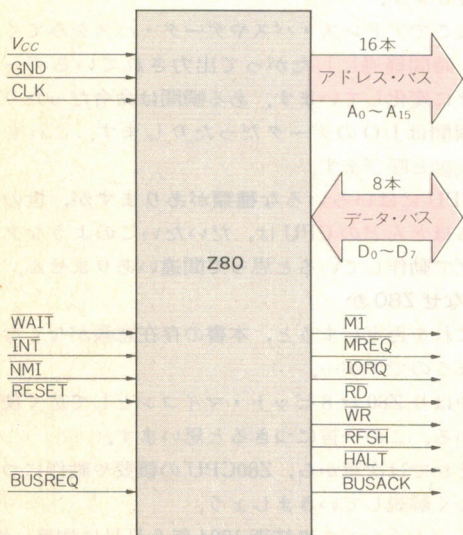 Vcc
GND
CLK
16本
アドレス・バス
A₀～A₁₅
8本
データ・バス
D₀～D₇
Z80
WAIT
INT
NMI
RESET
BUSREQ
M1
MREQ
IORQ
RD
WR
RFSH
HALT
BUSACK